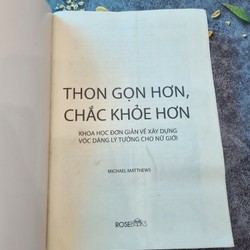 THON GỌN HƠN,
CHẮC KHỎE HƠN
KHOA HỌC ĐƠN GIẢN VỀ XÂY DỰNG
VÓC DÁNG LÝ TƯỞNG CHO NỮ GIỚI
MICHAEL MATTHEWS
ROSEBOOKS